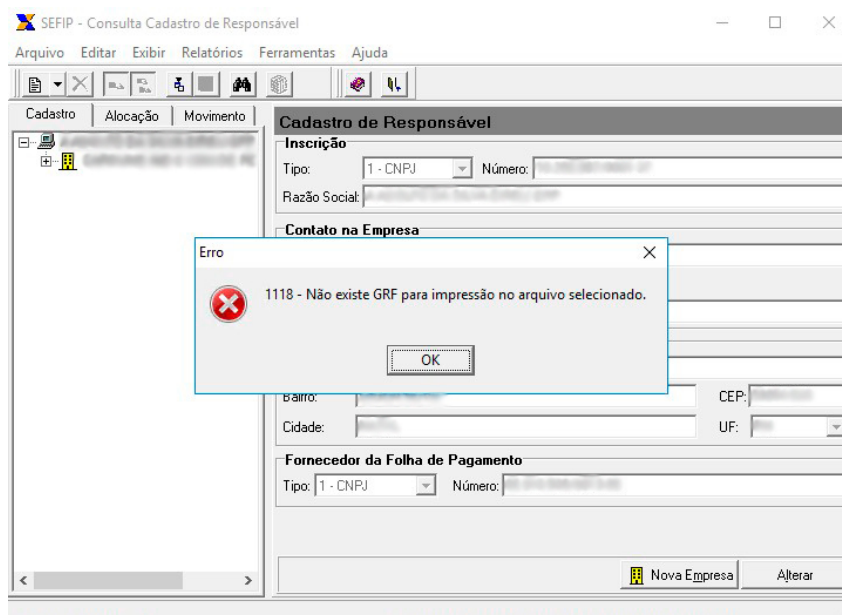 SEFIP - Consulta Cadastro de Responsável
Arquivo Editar Exibir Relatórios Ferramentas Ajuda
Cadastro Alocação Movimento
Cadastro de Responsável
Inscrição
Tipo: 1 - CNPJ Número:
Razão Social:
Contato na Empresa
Erro
1118 - Não existe GRF para impressão no arquivo selecionado.
OK
Bairro: CEP:
Cidade: UF:
Fornecedor da Folha de Pagamento
Tipo: 1 - CNPJ Número:
Nova Empresa Alterar